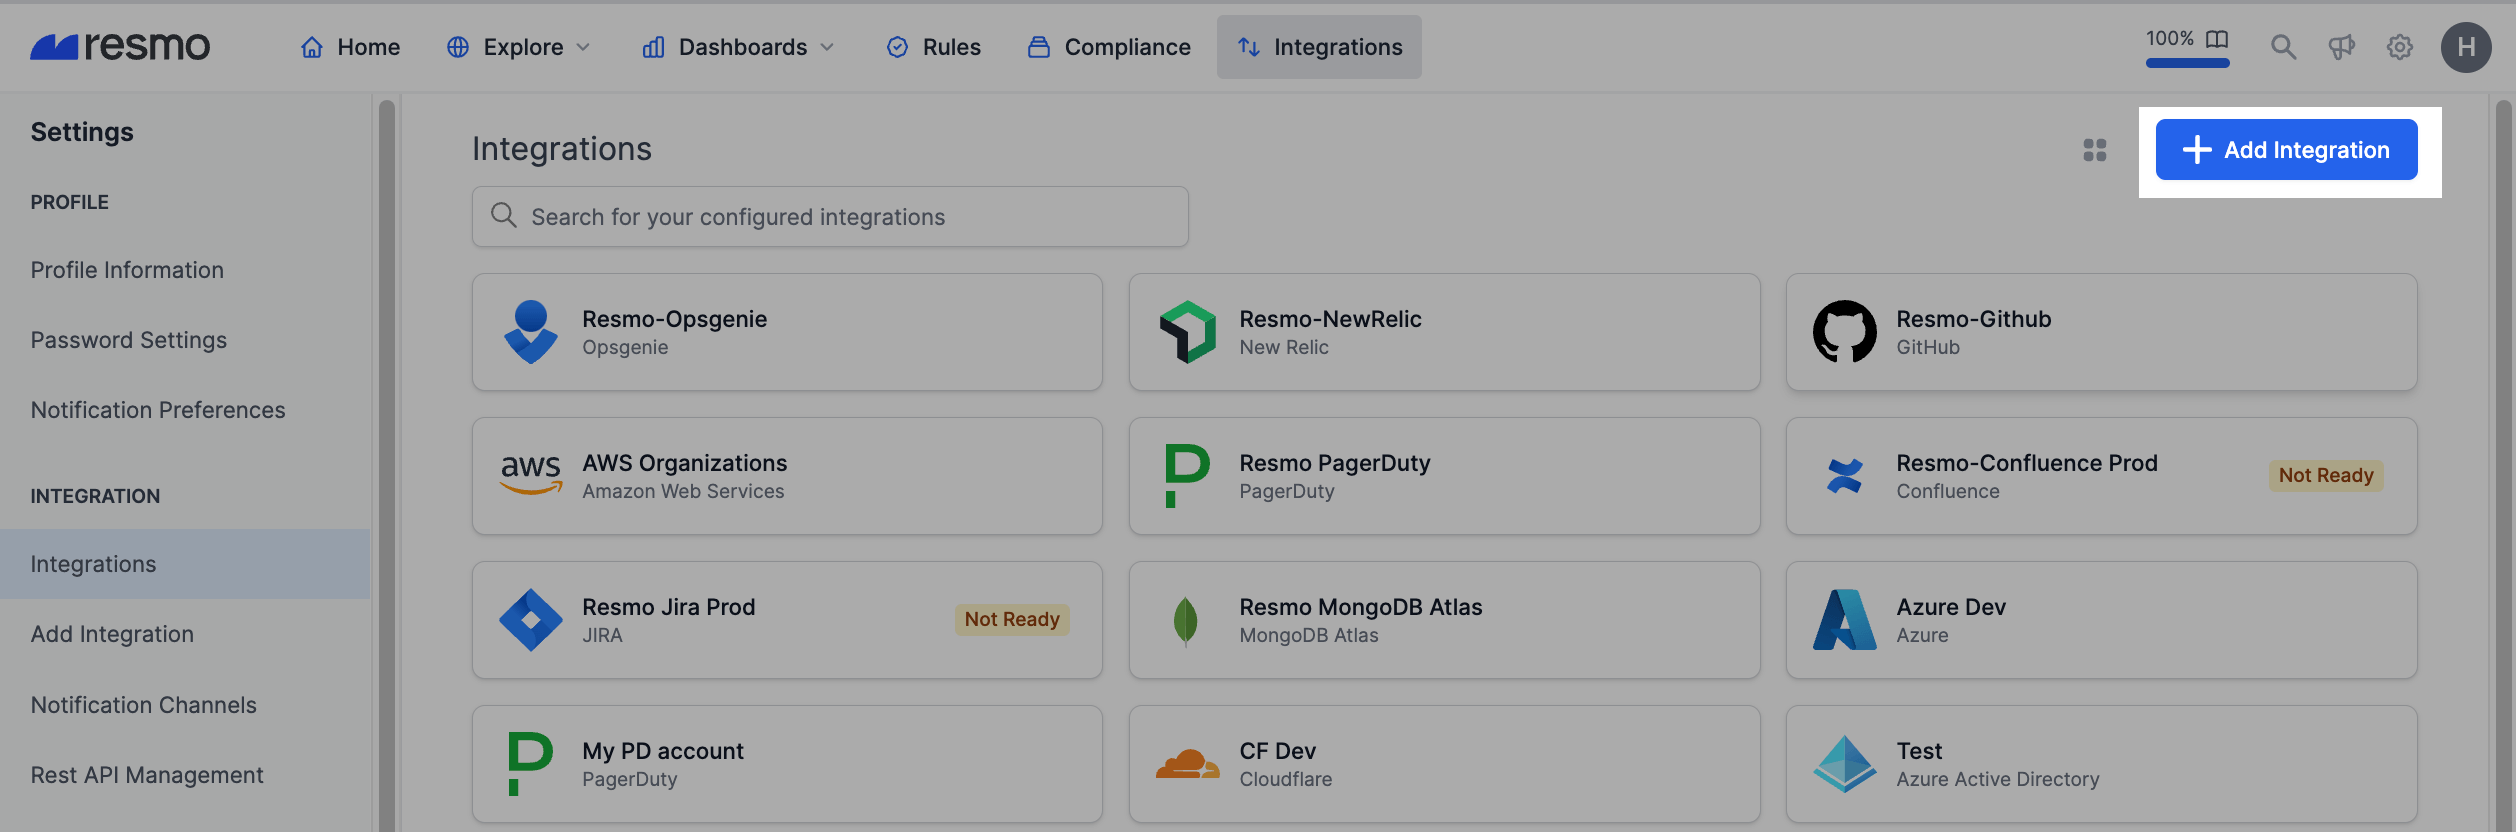 resmo
Home
Explore
Dashboards
Rules
Compliance
Integrations
100%
H
Settings
PROFILE
Profile Information
Password Settings
Notification Preferences
INTEGRATION
Integrations
Add Integration
Notification Channels
Rest API Management
Integrations
Add Integration
Search for your configured integrations
Resmo-Opsgenie
Opsgenie
Resmo-NewRelic
New Relic
Resmo-Github
GitHub
aws
AWS Organizations
Amazon Web Services
P
Resmo PagerDuty
PagerDuty
Resmo-Confluence Prod
Confluence
Not Ready
Resmo Jira Prod
JIRA
Not Ready
Resmo MongoDB Atlas
MongoDB Atlas
Azure Dev
Azure
P
My PD account
PagerDuty
CF Dev
Cloudflare
Test
Azure Active Directory